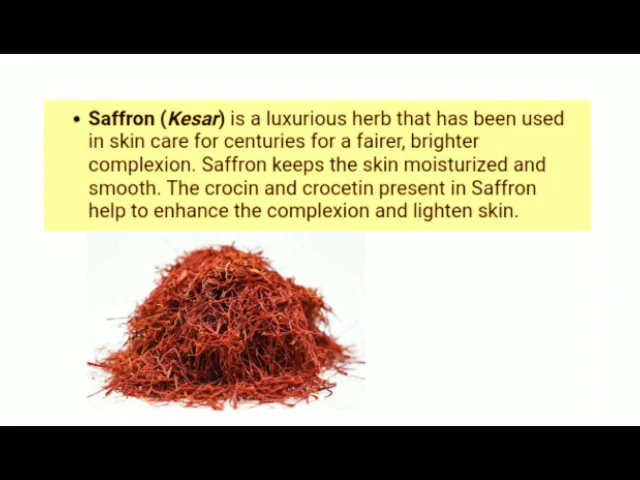 • Saffron (Kesar) is a luxurious herb that has been used
in skin care for centuries for a fairer, brighter
complexion. Saffron keeps the skin moisturized and
smooth. The crocin and crocetin present in Saffron
help to enhance the complexion and lighten skin.